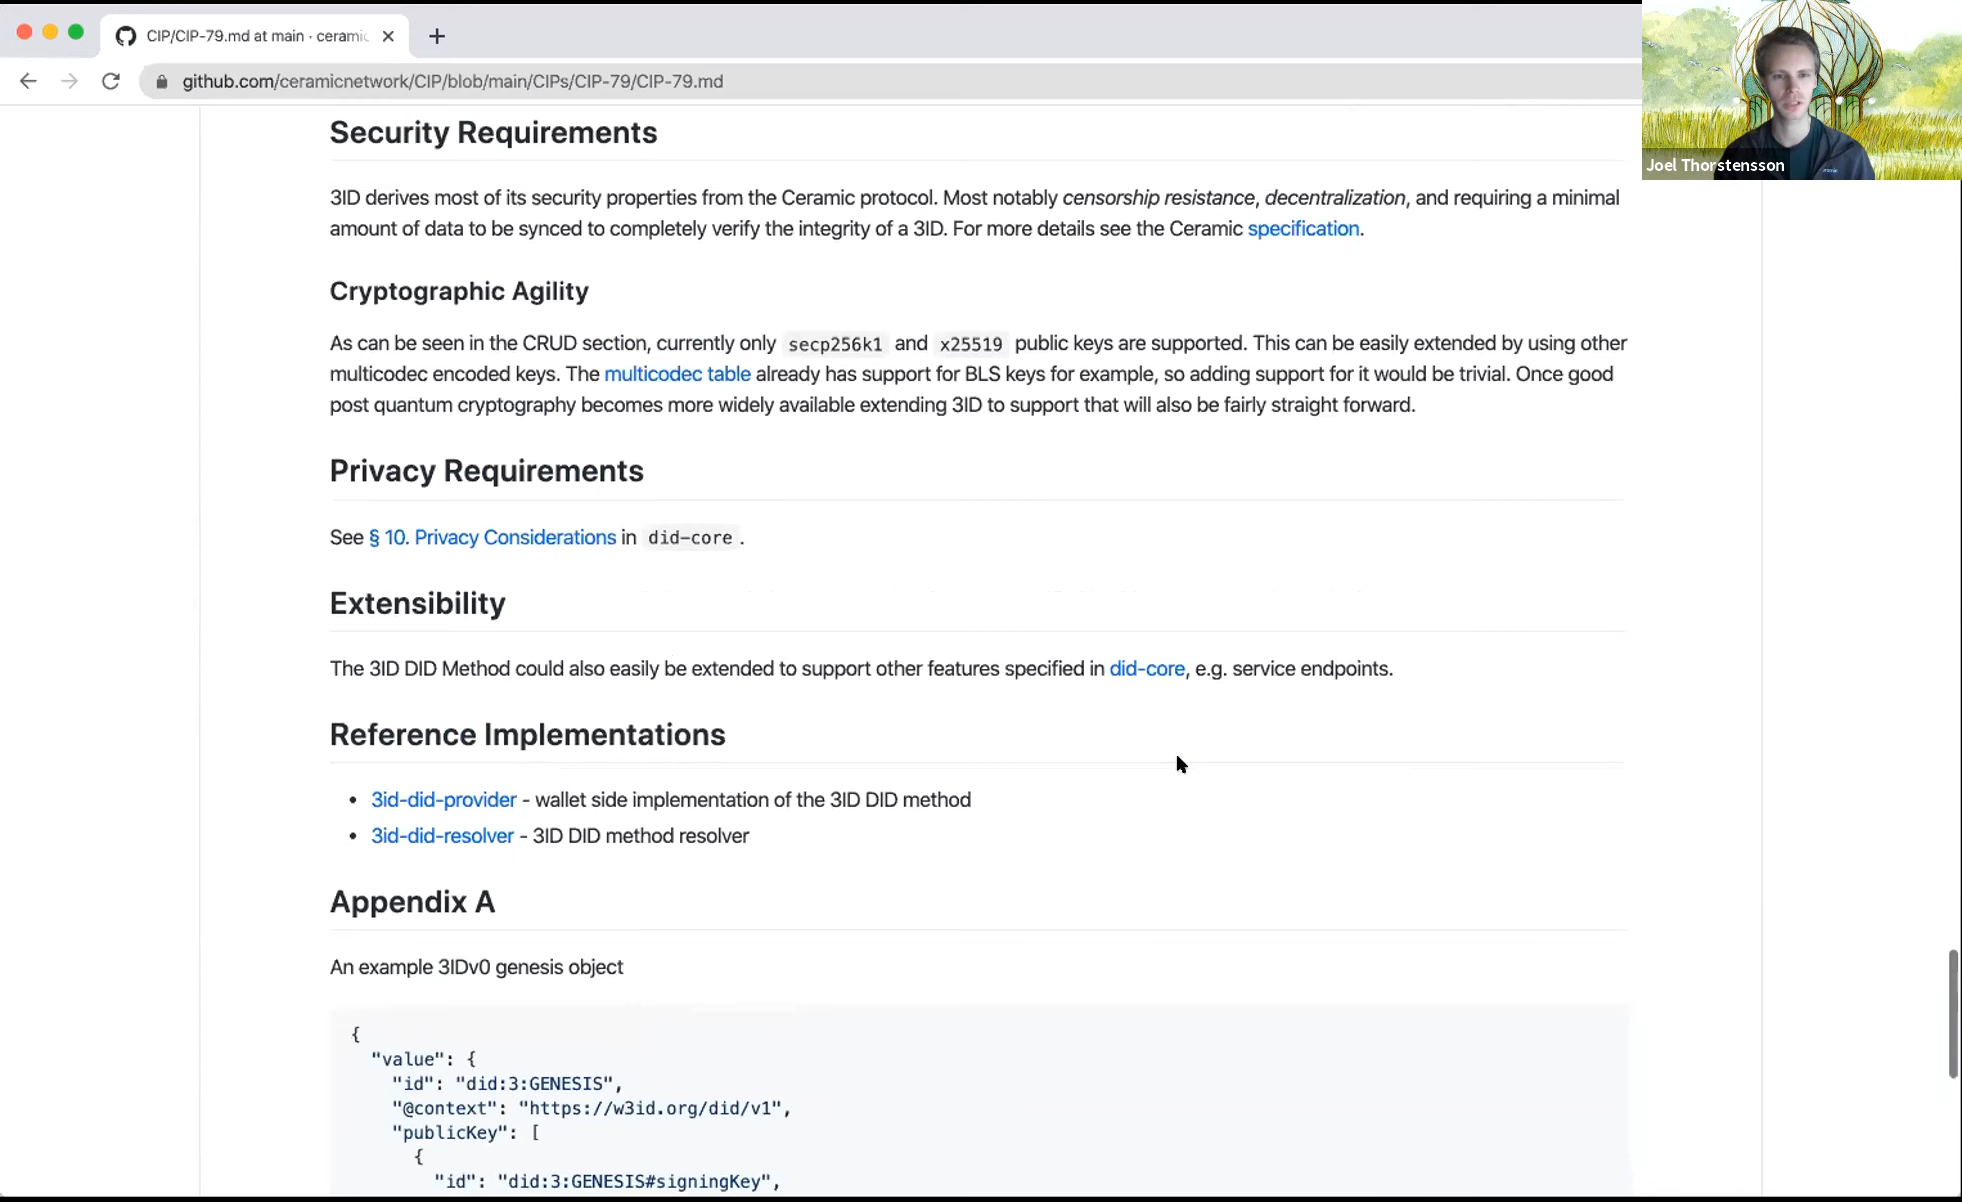 CIP/CIP-79.md at main · ceramic
github.com/ceramicnetwork/CIP/blob/main/CIPs/CIP-79/CIP-79.md
Joel Thorstensson
Security Requirements
3ID derives most of its security properties from the Ceramic protocol. Most notably censorship resistance, decentralization, and requiring a minimal
amount of data to be synced to completely verify the integrity of a 3ID. For more details see the Ceramic specification.
Cryptographic Agility
As can be seen in the CRUD section, currently only secp256k1 and x25519 public keys are supported. This can be easily extended by using other
multicodec encoded keys. The multicodec table already has support for BLS keys for example, so adding support for it would be trivial. Once good
post quantum cryptography becomes more widely available extending 3ID to support that will also be fairly straight forward.
Privacy Requirements
See § 10. Privacy Considerations in did-core .
Extensibility
The 3ID DID Method could also easily be extended to support other features specified in did-core, e.g. service endpoints.
Reference Implementations
• 3id-did-provider - wallet side implementation of the 3ID DID method
• 3id-did-resolver - 3ID DID method resolver
Appendix A
An example 3IDv0 genesis object
{
"value": {
"id": "did:3:GENESIS",
"@context": "https://w3id.org/did/v1",
"publicKey": [
{
"id": "did:3:GENESIS#signingKey",